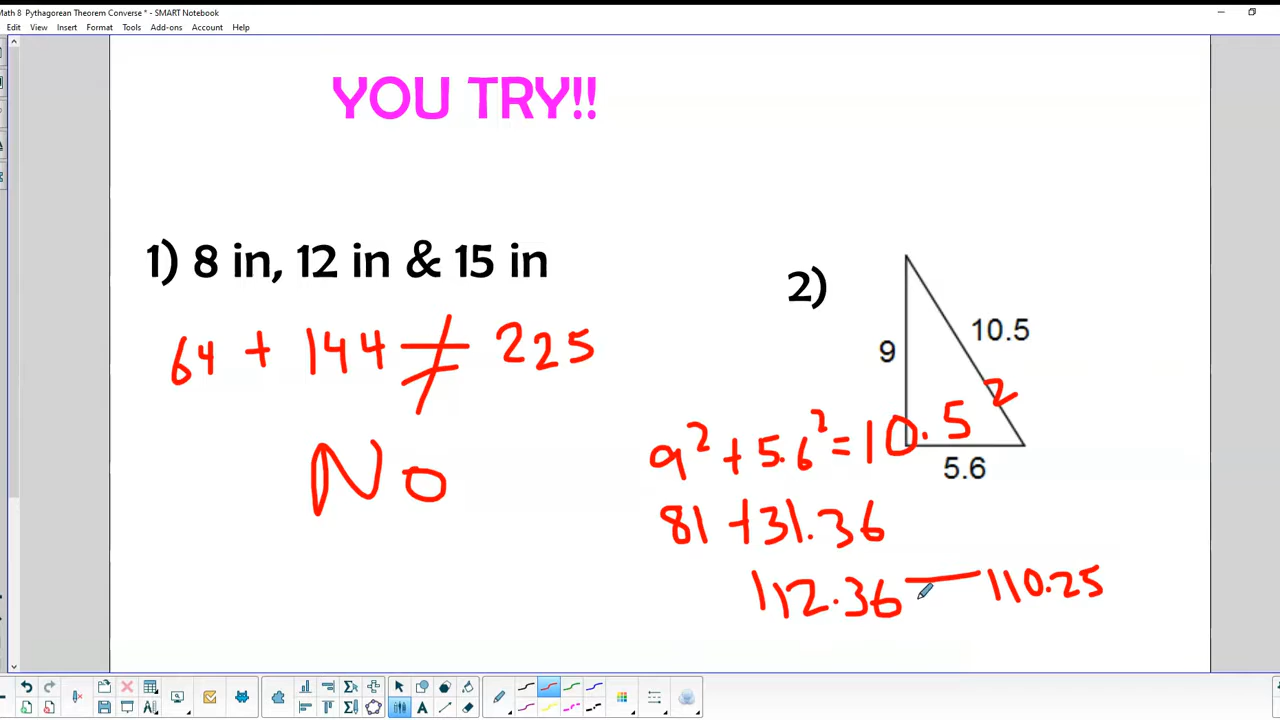 Math 8 Pythagorean Theorem Converse * - SMART Notebook
Edit View Insert Format Tools Add-ons Account Help
YOU TRY!!
1) 8 in, 12 in & 15 in
64 + 144 ≠ 225
No
2)
9
10.5
5.6
9² + 5.6² = 10.5²
81 + 31.36
112.36 — 110.25